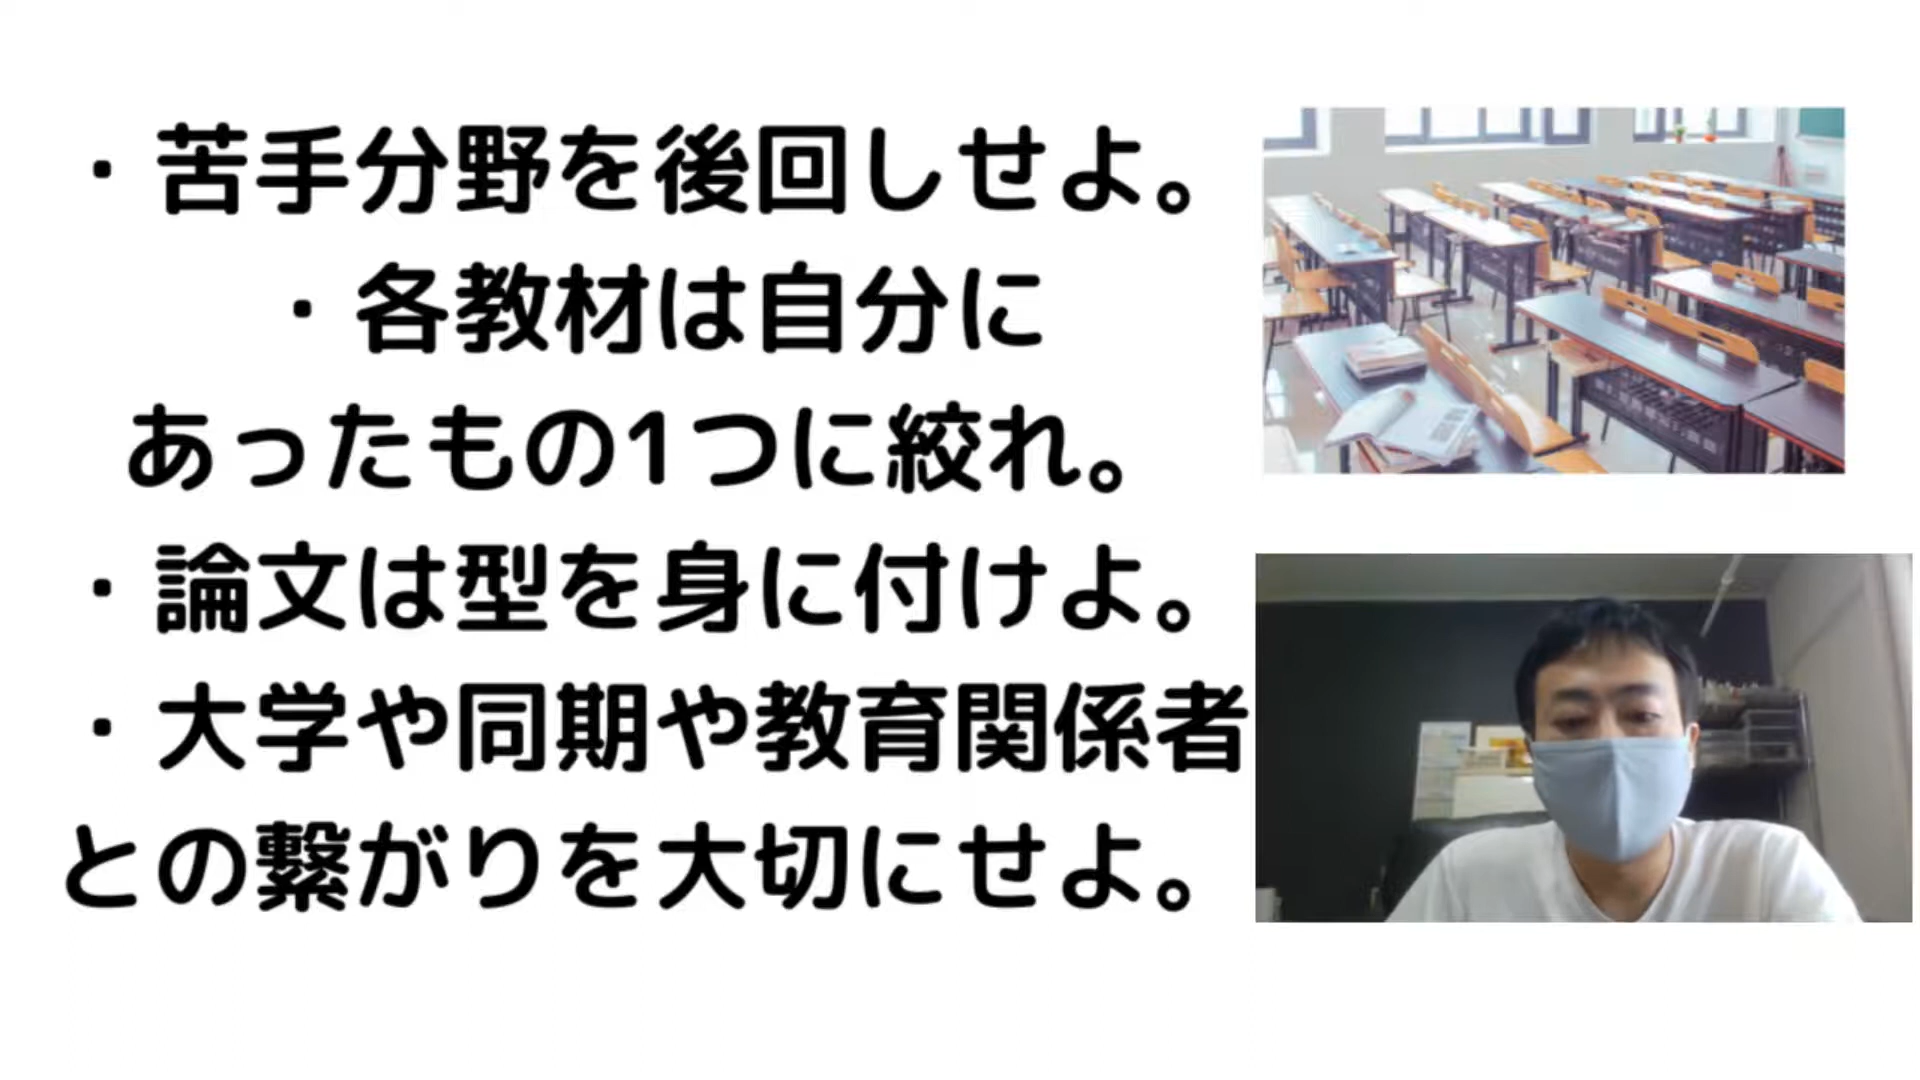 ・苦手分野を後回しせよ。
・各教材は自分に
あったもの1つに絞れ。
・論文は型を身に付けよ。
・大学や同期や教育関係者
との繋がりを大切にせよ。